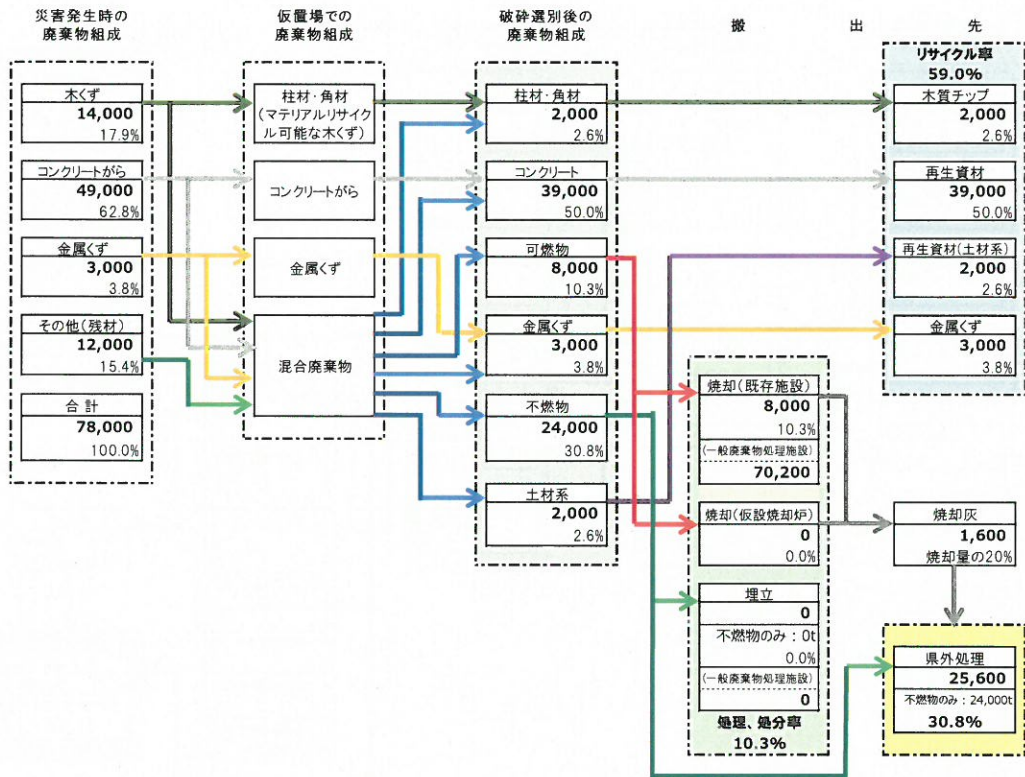 災害発生時の
廃棄物組成
仮置場での
廃棄物組成
破砕選別後の
廃棄物組成
搬 出 先
木くず
14,000
17.9%
コンクリートがら
49,000
62.8%
金属くず
3,000
3.8%
その他(残材)
12,000
15.4%
合計
78,000
100.0%
柱材・角材
(マテリアルリサイク
ル可能な木くず)
コンクリートがら
金属くず
混合廃棄物
柱材・角材
2,000
2.6%
コンクリート
39,000
50.0%
可燃物
8,000
10.3%
金属くず
3,000
3.8%
不燃物
24,000
30.8%
土材系
2,000
2.6%
焼却(既存施設)
8,000
10.3%
(一般廃棄物処理施設)
70,200
焼却(仮設焼却炉)
0
0.0%
埋立
0
不燃物のみ:0t
0.0%
(一般廃棄物処理施設)
0
処理、処分率
10.3%
リサイクル率
59.0%
木質チップ
2,000
2.6%
再生資材
39,000
50.0%
再生資材(土材系)
2,000
2.6%
金属くず
3,000
3.8%
焼却灰
1,600
焼却量の20%
県外処理
25,600
不燃物のみ:24,000t
30.8%